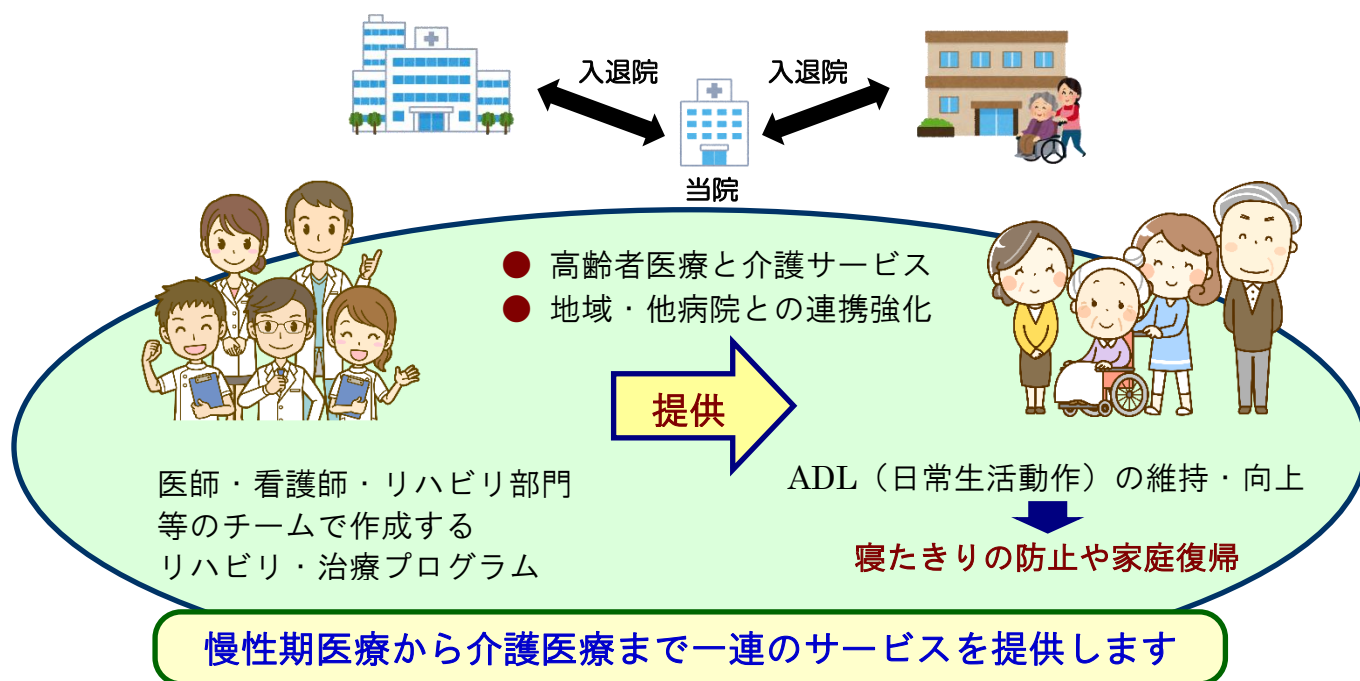 入退院
入退院
当院
● 高齢者医療と介護サービス
● 地域・他病院との連携強化
提供
医師・看護師・リハビリ部門
等のチームで作成する
リハビリ・治療プログラム
ADL（日常生活動作）の維持・向上
寝たきりの防止や家庭復帰
慢性期医療から介護医療まで一連のサービスを提供します